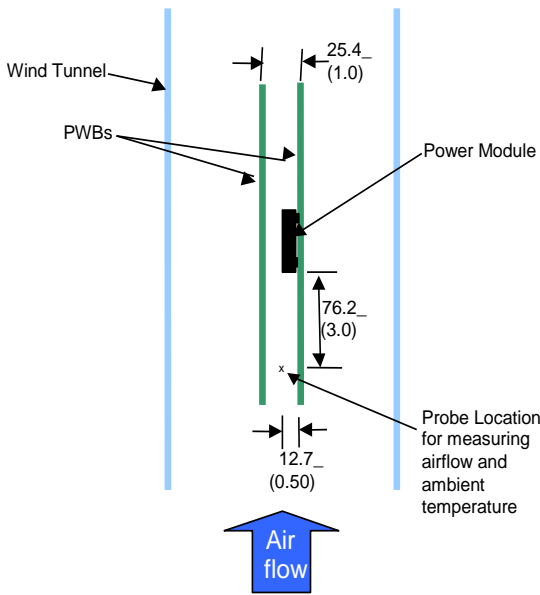 25.4_
(1.0)
Wind Tunnel
PWBs
Power Module
76.2_
(3.0)
x
Probe Location
for measuring
airflow and
ambient
temperature
12.7_
(0.50)
Air
flow